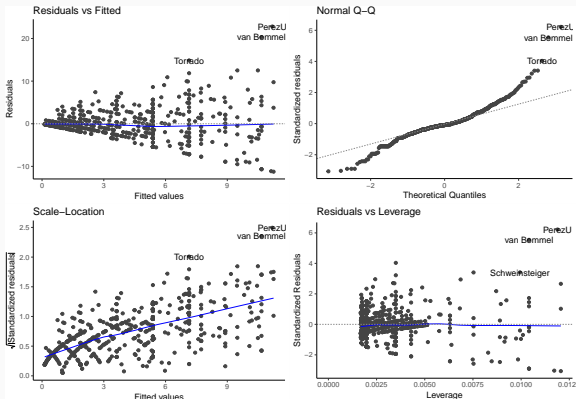 Residuals vs Fitted
PerezU
van Bommel
Torrado
20
10
0
−10
Residuals
0
3
6
9
Fitted values
Normal Q−Q
PerezU
van Bommel
Torrado
6
4
2
0
−2
Standardized residuals
−2
0
2
Theoretical Quantiles
Scale−Location
PerezU
van Bommel
Torrado
2.5
2.0
1.5
1.0
0.5
0.0
√|Standardized residuals|
0
3
6
9
Fitted values
Residuals vs Leverage
PerezU
van Bommel
Schweinsteiger
6
4
2
0
−2
Standardized Residuals
0.0000
0.0025
0.0050
0.0075
0.0100
0.012
Leverage